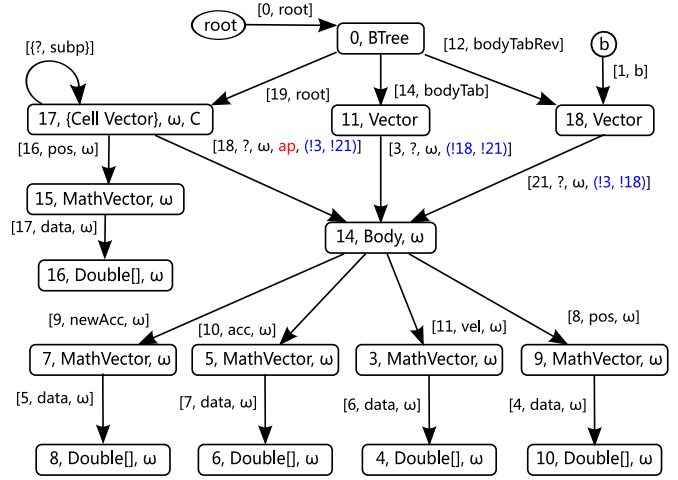 root
[0, root]
0, BTree
[12, bodyTabRev]
b
[{?, subp}]
[1, b]
[19, root]
[14, bodyTab]
17, {Cell Vector}, ω, C
11, Vector
18, Vector
[16, pos, ω]
[18, ?, ω, ap, (!3, !21)]
[3, ?, ω, (!18, !21)]
[21, ?, ω, (!3, !18)]
15, MathVector, ω
[17, data, ω]
14, Body, ω
16, Double[], ω
[9, newAcc, ω]
[10, acc, ω]
[11, vel, ω]
[8, pos, ω]
7, MathVector, ω
5, MathVector, ω
3, MathVector, ω
9, MathVector, ω
[5, data, ω]
[7, data, ω]
[6, data, ω]
[4, data, ω]
8, Double[], ω
6, Double[], ω
4, Double[], ω
10, Double[], ω